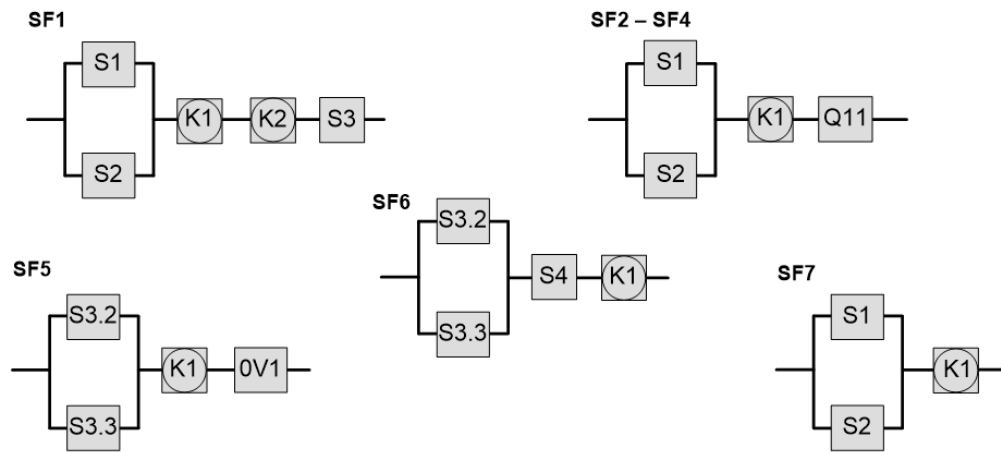 SF1
S1
S2
K1
K2
S3
SF2 – SF4
S1
S2
K1
Q11
SF6
S3.2
S3.3
S4
K1
SF5
S3.2
S3.3
K1
0V1
SF7
S1
S2
K1